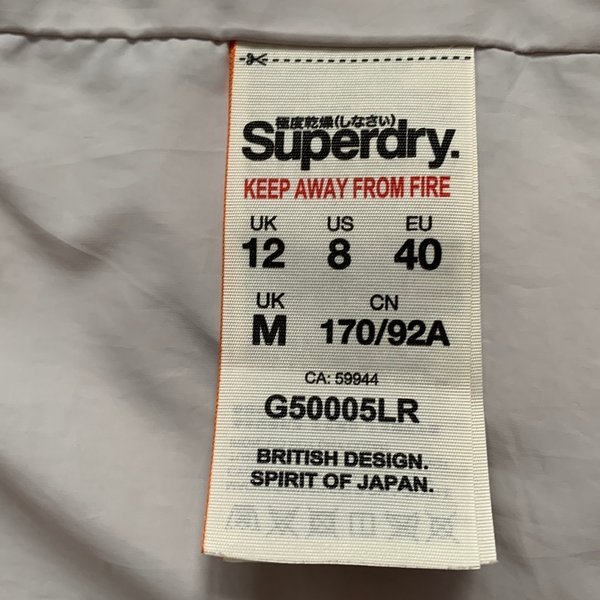 極度乾燥(しなさい)
Superdry.
KEEP AWAY FROM FIRE
UK US EU
12 8 40
UK CN
M 170/92A
CA: 59944
G50005LR
BRITISH DESIGN.
SPIRIT OF JAPAN.